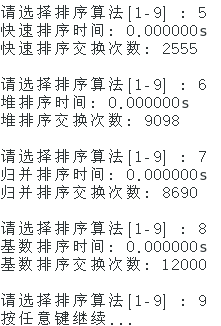 请选择排序算法[1-9] : 5
快速排序时间: 0.000000s
快速排序交换次数: 2555
请选择排序算法[1-9] : 6
堆排序时间: 0.000000s
堆排序交换次数: 9098
请选择排序算法[1-9] : 7
归并排序时间: 0.000000s
归并排序交换次数: 8690
请选择排序算法[1-9] : 8
基数排序时间: 0.000000s
基数排序交换次数: 12000
请选择排序算法[1-9] : 9
按任意键继续...